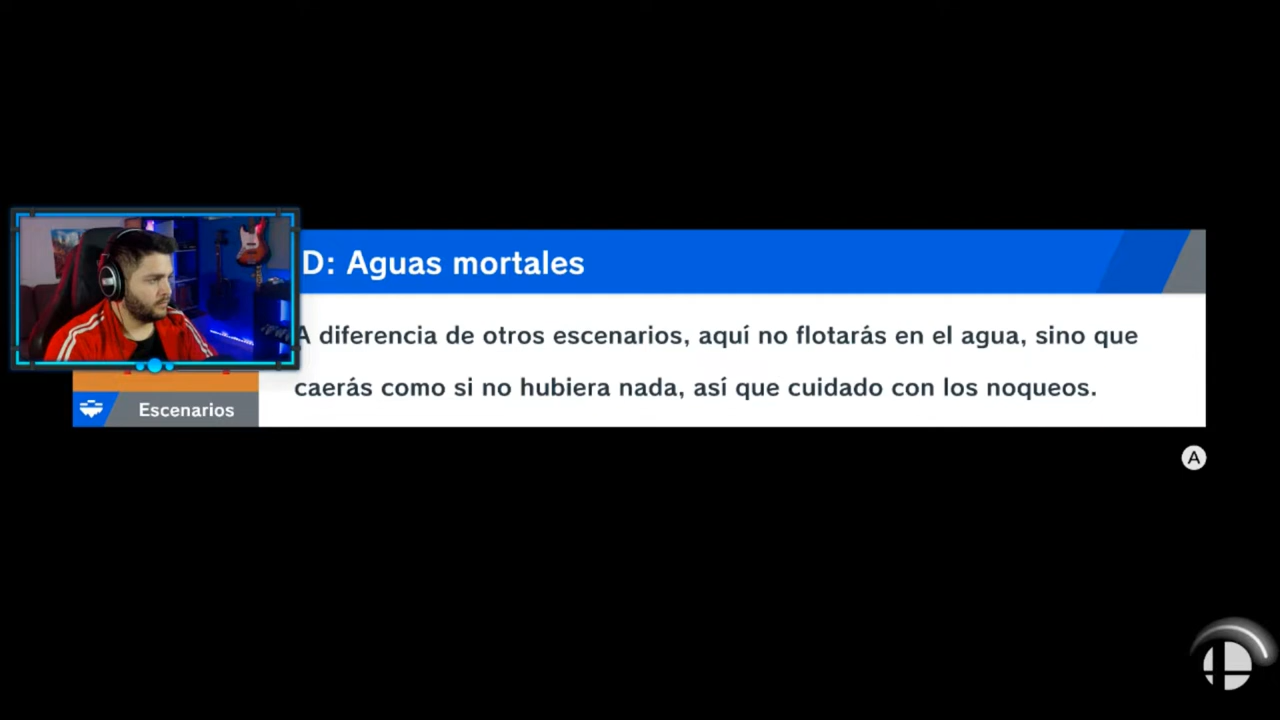 D: Aguas mortales
A diferencia de otros escenarios, aquí no flotarás en el agua, sino que
caerás como si no hubiera nada, así que cuidado con los noqueos.
Escenarios
A